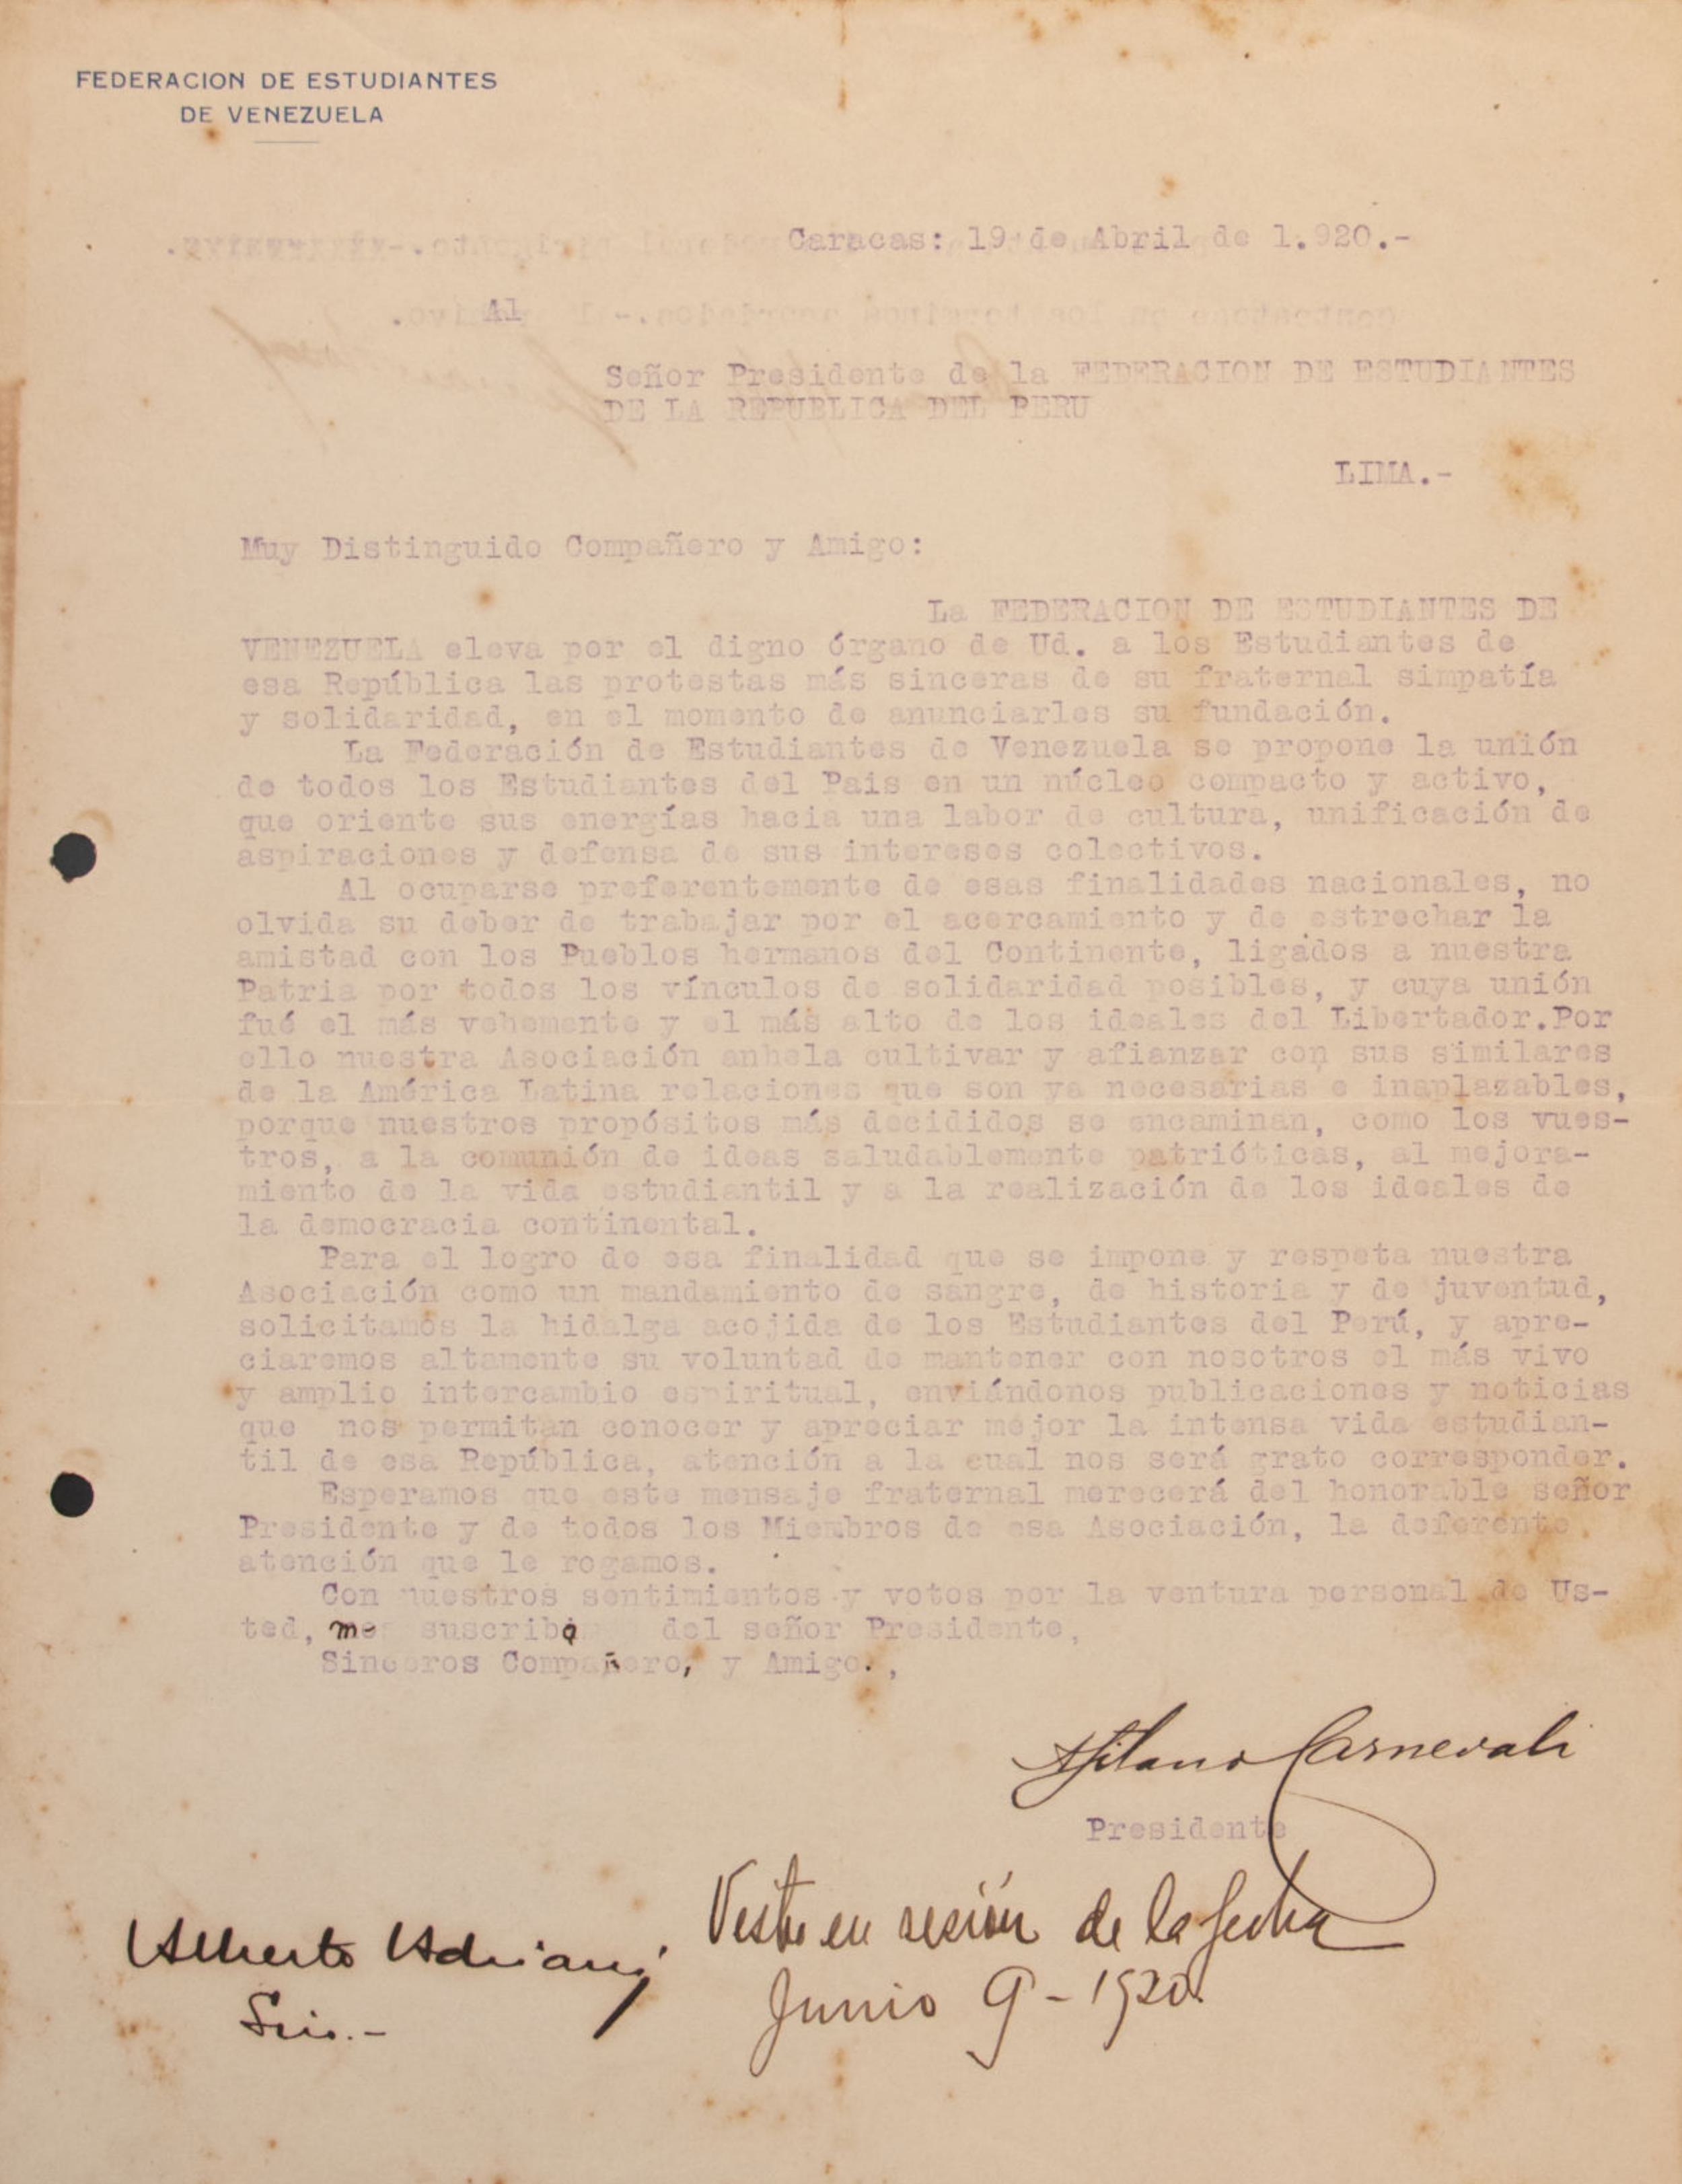 FEDERACION DE ESTUDIANTES
DE VENEZUELA
Caracas: 19 de Abril de 1.920.-
Al
Señor Presidente de la FEDERACION DE ESTUDIANTES
DE LA REPUBLICA DEL PERU
LIMA.-
Muy Distinguido Compañero y Amigo:
La FEDERACION DE ESTUDIANTES DE
VENEZUELA eleva por el digno órgano de Ud. a los Estudiantes de
esa República las protestas más sinceras de su fraternal simpatía
y solidaridad, en el momento de anunciarles su fundación.
La Federación de Estudiantes de Venezuela se propone la unión
de todos los Estudiantes del Pais en un núcleo compacto y activo,
que oriente sus energías hacia una labor de cultura, unificación de
aspiraciones y defensa de sus intereses colectivos.
Al ocuparse preferentemente de esas finalidades nacionales, no
olvida su deber de trabajar por el acercamiento y de estrechar la
amistad con los Pueblos hermanos del Continente, ligados a nuestra
Patria por todos los vínculos de solidaridad posibles, y cuya unión
fué el más vehemente y el más alto de los ideales del Libertador.Por
ello nuestra Asociación anhela cultivar y afianzar con sus similares
de la América Latina relaciones que son ya necesarias e inaplazables,
porque nuestros propósitos más decididos se encaminan, como los vues-
tros, a la comunión de ideas saludablemente patrióticas, al mejora-
miento de la vida estudiantil y a la realización de los ideales de
la democracia continental.
Para el logro de esa finalidad que se impone y respeta nuestra
Asociación como un mandamiento de sangre, de historia y de juventud,
solicitamos la hidalga acojida de los Estudiantes del Perú, y apre-
ciaremos altamente su voluntad de mantener con nosotros el más vivo
y amplio intercambio espiritual, enviándonos publicaciones y noticias
que nos permitan conocer y apreciar mejor la intensa vida estudian-
til de esa República, atención a la cual nos será grato corresponder.
Esperamos que este mensaje fraternal merecerá del honorable señor
Presidente y de todos los Miembros de esa Asociación, la deferente
atención que le rogamos.
Con nuestros sentimientos y votos por la ventura personal de Us-
ted, me suscribo del señor Presidente,
Sinceros Compañero, y Amigo.,
Atilano Carnevali
Presidente
Visto en sesión de la fecha
Junio 9-1920.
Alberto Adriani
Srio.-